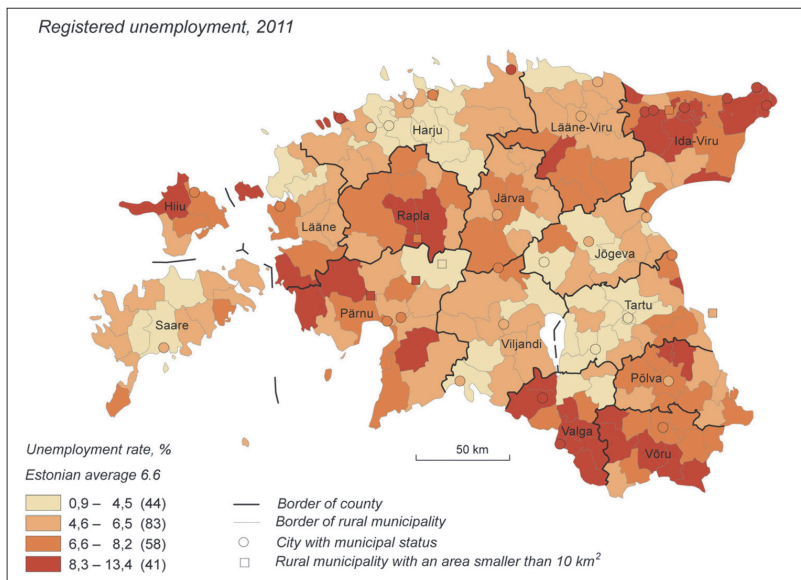 Registered unemployment, 2011
Harju
Lääne-Viru
Ida-Viru
Hiiu
Lääne
Rapla
Järva
Jõgeva
Saare
Pärnu
Viljandi
Tartu
Põlva
Valga
Võru
50 km
Unemployment rate, %
Estonian average 6.6
0,9 – 4,5 (44)
4,6 – 6,5 (83)
6,6 – 8,2 (58)
8,3 – 13,4 (41)
Border of county
Border of rural municipality
City with municipal status
Rural municipality with an area smaller than 10 km²